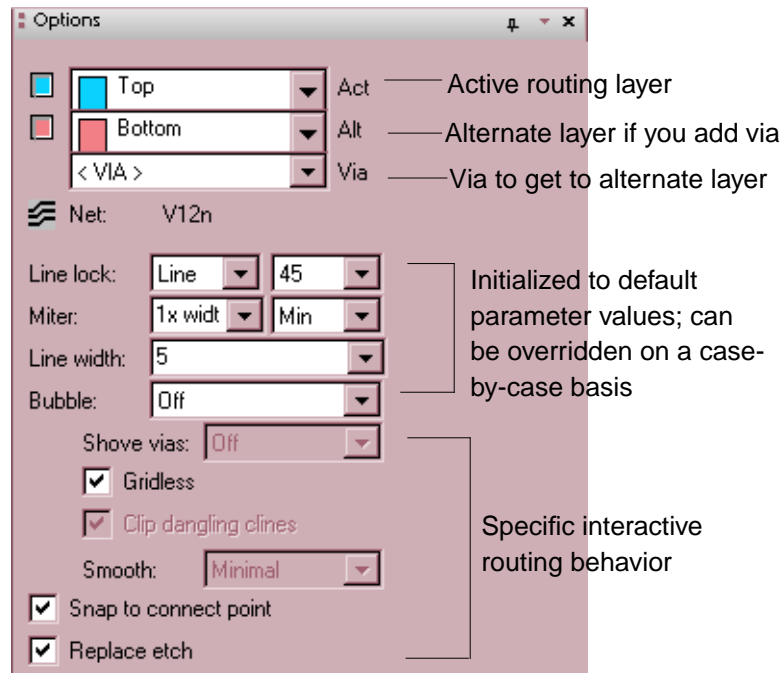 Options
Top Act Active routing layer
Bottom Alt Alternate layer if you add via
< VIA > Via Via to get to alternate layer
Net: V12n
Line lock: Line 45
Miter: 1x widt Min
Line width: 5
Bubble: Off
Initialized to default
parameter values; can
be overridden on a case-
by-case basis
Shove vias: Off
Gridless
Clip dangling clines
Smooth: Minimal
Snap to connect point
Replace etch
Specific interactive
routing behavior